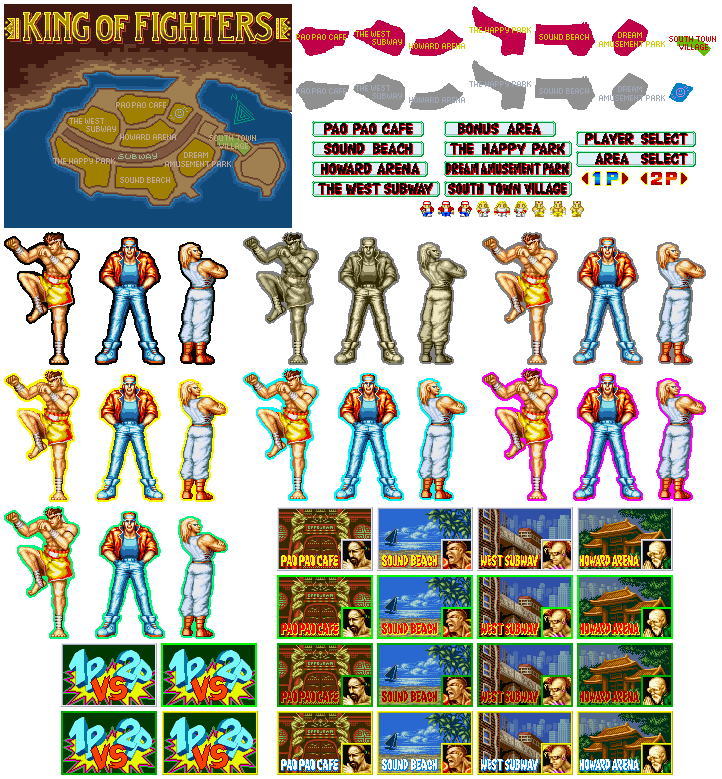 KING OF FIGHTERS
PAO PAO CAFE
THE WEST
SUBWAY
HOWARD ARENA
SOUTH TOWN
VILLAGE
SUBWAY
THE HAPPY PARK
DREAM
AMUSEMENT PARK
SOUND BEACH
PAO PAO CAFE
THE WEST
SUBWAY
HOWARD ARENA
THE HAPPY PARK
SOUND BEACH
DREAM
AMUSEMENT PARK
SOUTH TOWN
VILLAGE
PAO PAO CAFE
THE WEST
SUBWAY
HOWARD ARENA
THE HAPPY PARK
SOUND BEACH
DREAM
AMUSEMENT PARK
PAO PAO CAFE
BONUS AREA
SOUND BEACH
THE HAPPY PARK
HOWARD ARENA
DREAM AMUSEMENT PARK
THE WEST SUBWAY
SOUTH TOWN VILLAGE
PLAYER SELECT
AREA SELECT
1P
2P
PAO PAO CAFE
SOUND BEACH
WEST SUBWAY
HOWARD ARENA
PAO PAO CAFE
SOUND BEACH
WEST SUBWAY
HOWARD ARENA
1P VS 2P
1P VS 2P
PAO PAO CAFE
SOUND BEACH
WEST SUBWAY
HOWARD ARENA
1P VS 2P
1P VS 2P
PAO PAO CAFE
SOUND BEACH
WEST SUBWAY
HOWARD ARENA